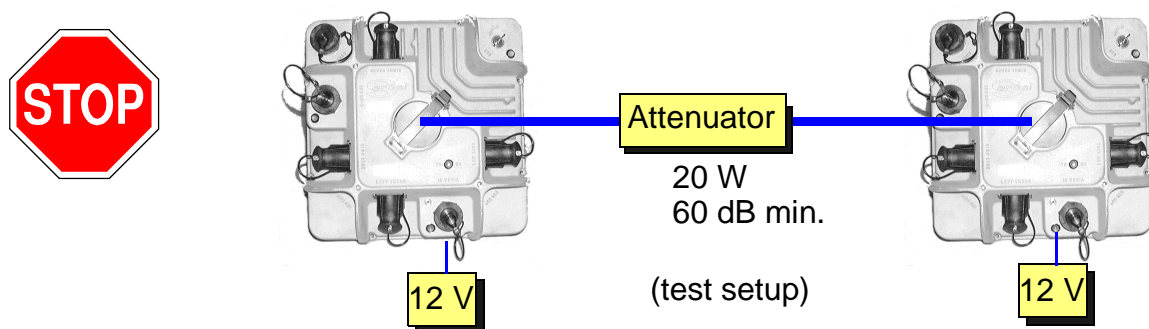 STOP
Attenuator
20 W
60 dB min.
(test setup)
12 V
12 V